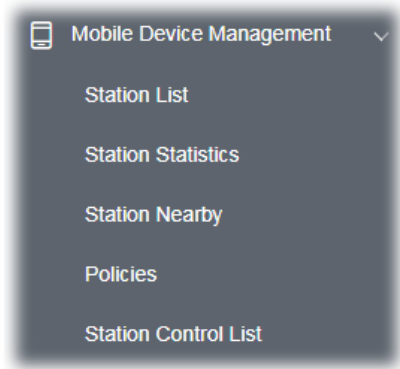 Mobile Device Management
Station List
Station Statistics
Station Nearby
Policies
Station Control List